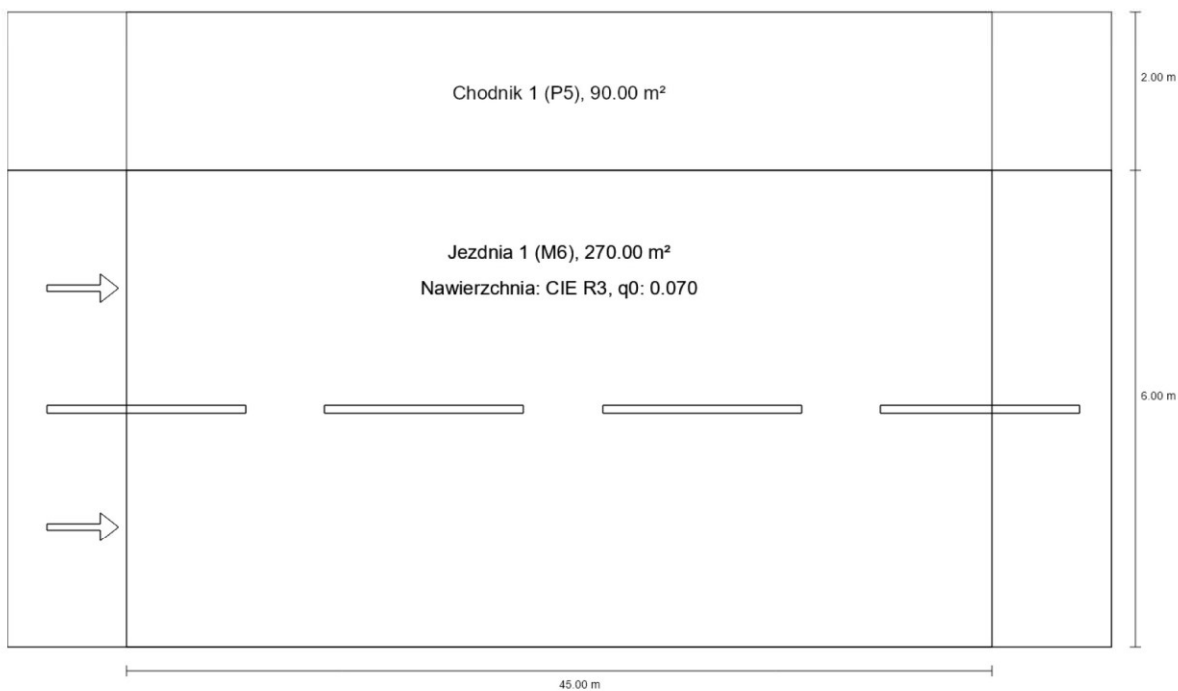 Chodnik 1 (P5), 90.00 m²
2.00 m
Jezdnia 1 (M6), 270.00 m²
Nawierzchnia: CIE R3, q0: 0.070
6.00 m
45.00 m